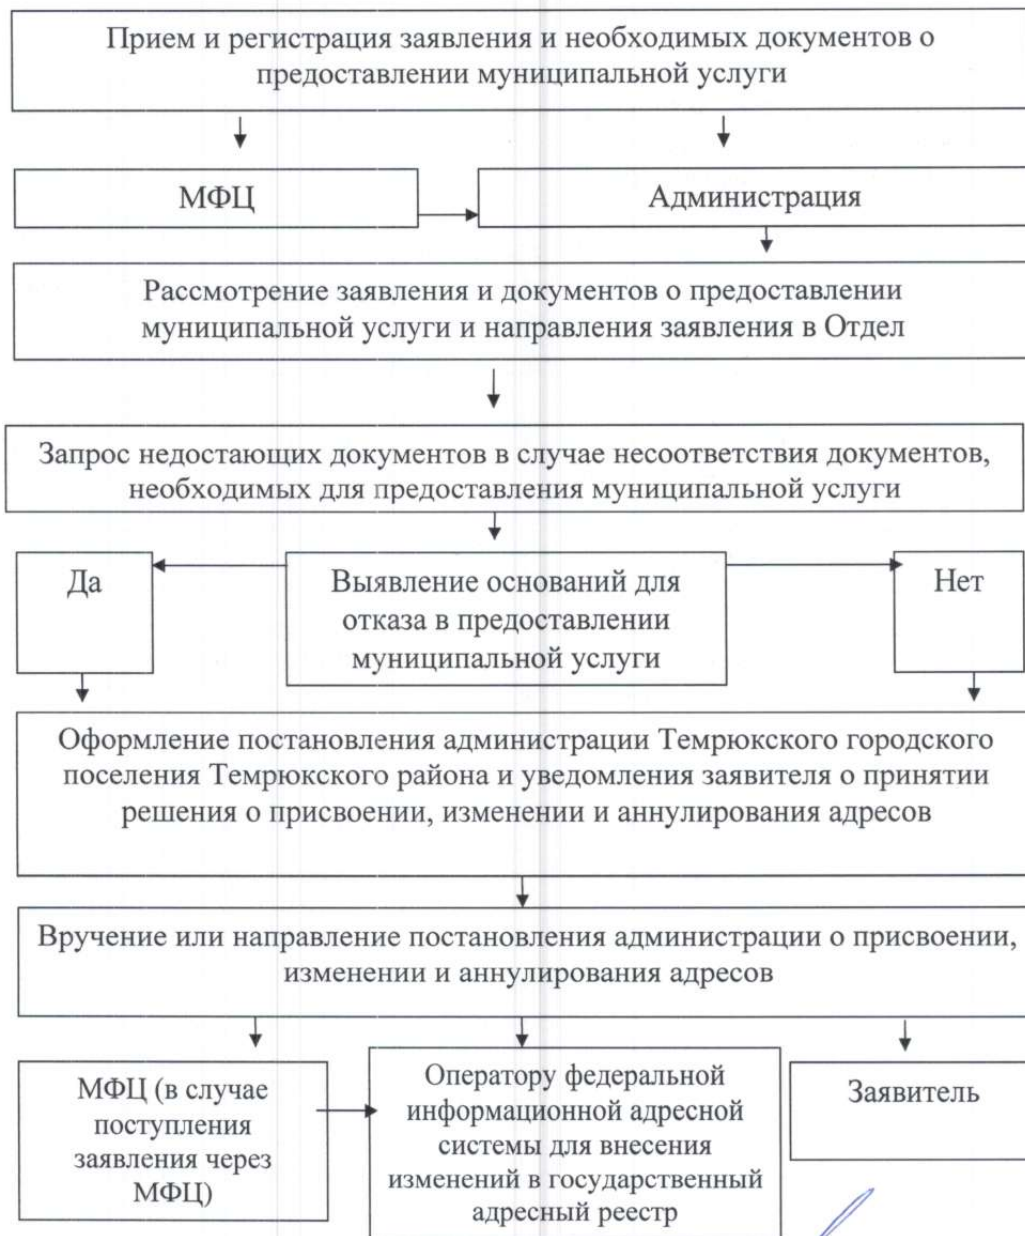 Прием и регистрация заявления и необходимых документов о
предоставлении муниципальной услуги
МФЦ
Администрация
Рассмотрение заявления и документов о предоставлении
муниципальной услуги и направления заявления в Отдел
Запрос недостающих документов в случае несоответствия документов,
необходимых для предоставления муниципальной услуги
Да
Выявление оснований для
отказа в предоставлении
муниципальной услуги
Нет
Оформление постановления администрации Темрюкского городского
поселения Темрюкского района и уведомления заявителя о принятии
решения о присвоении, изменении и аннулирования адресов
Вручение или направление постановления администрации о присвоении,
изменении и аннулирования адресов
МФЦ (в случае
поступления
заявления через
МФЦ)
Оператору федеральной
информационной адресной
системы для внесения
изменений в государственный
адресный реестр
Заявитель